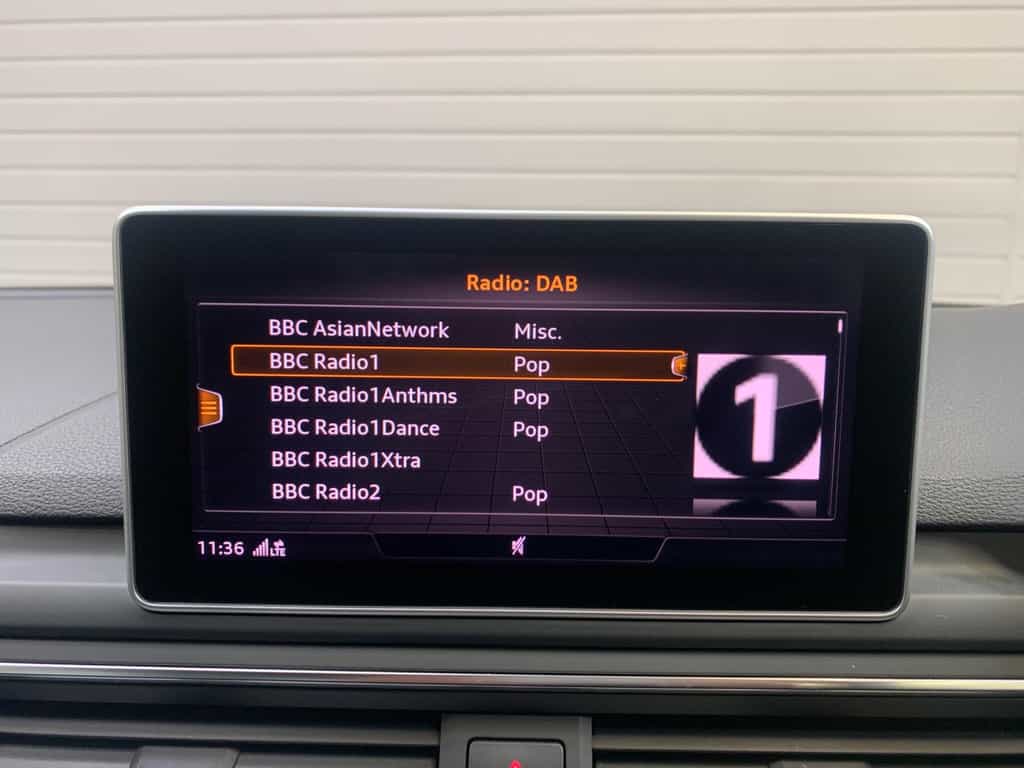 Radio: DAB
BBC AsianNetwork Misc.
BBC Radio1 Pop
BBC Radio1Anthms Pop
BBC Radio1Dance Pop
BBC Radio1Xtra
BBC Radio2 Pop
1
11:36 LTE